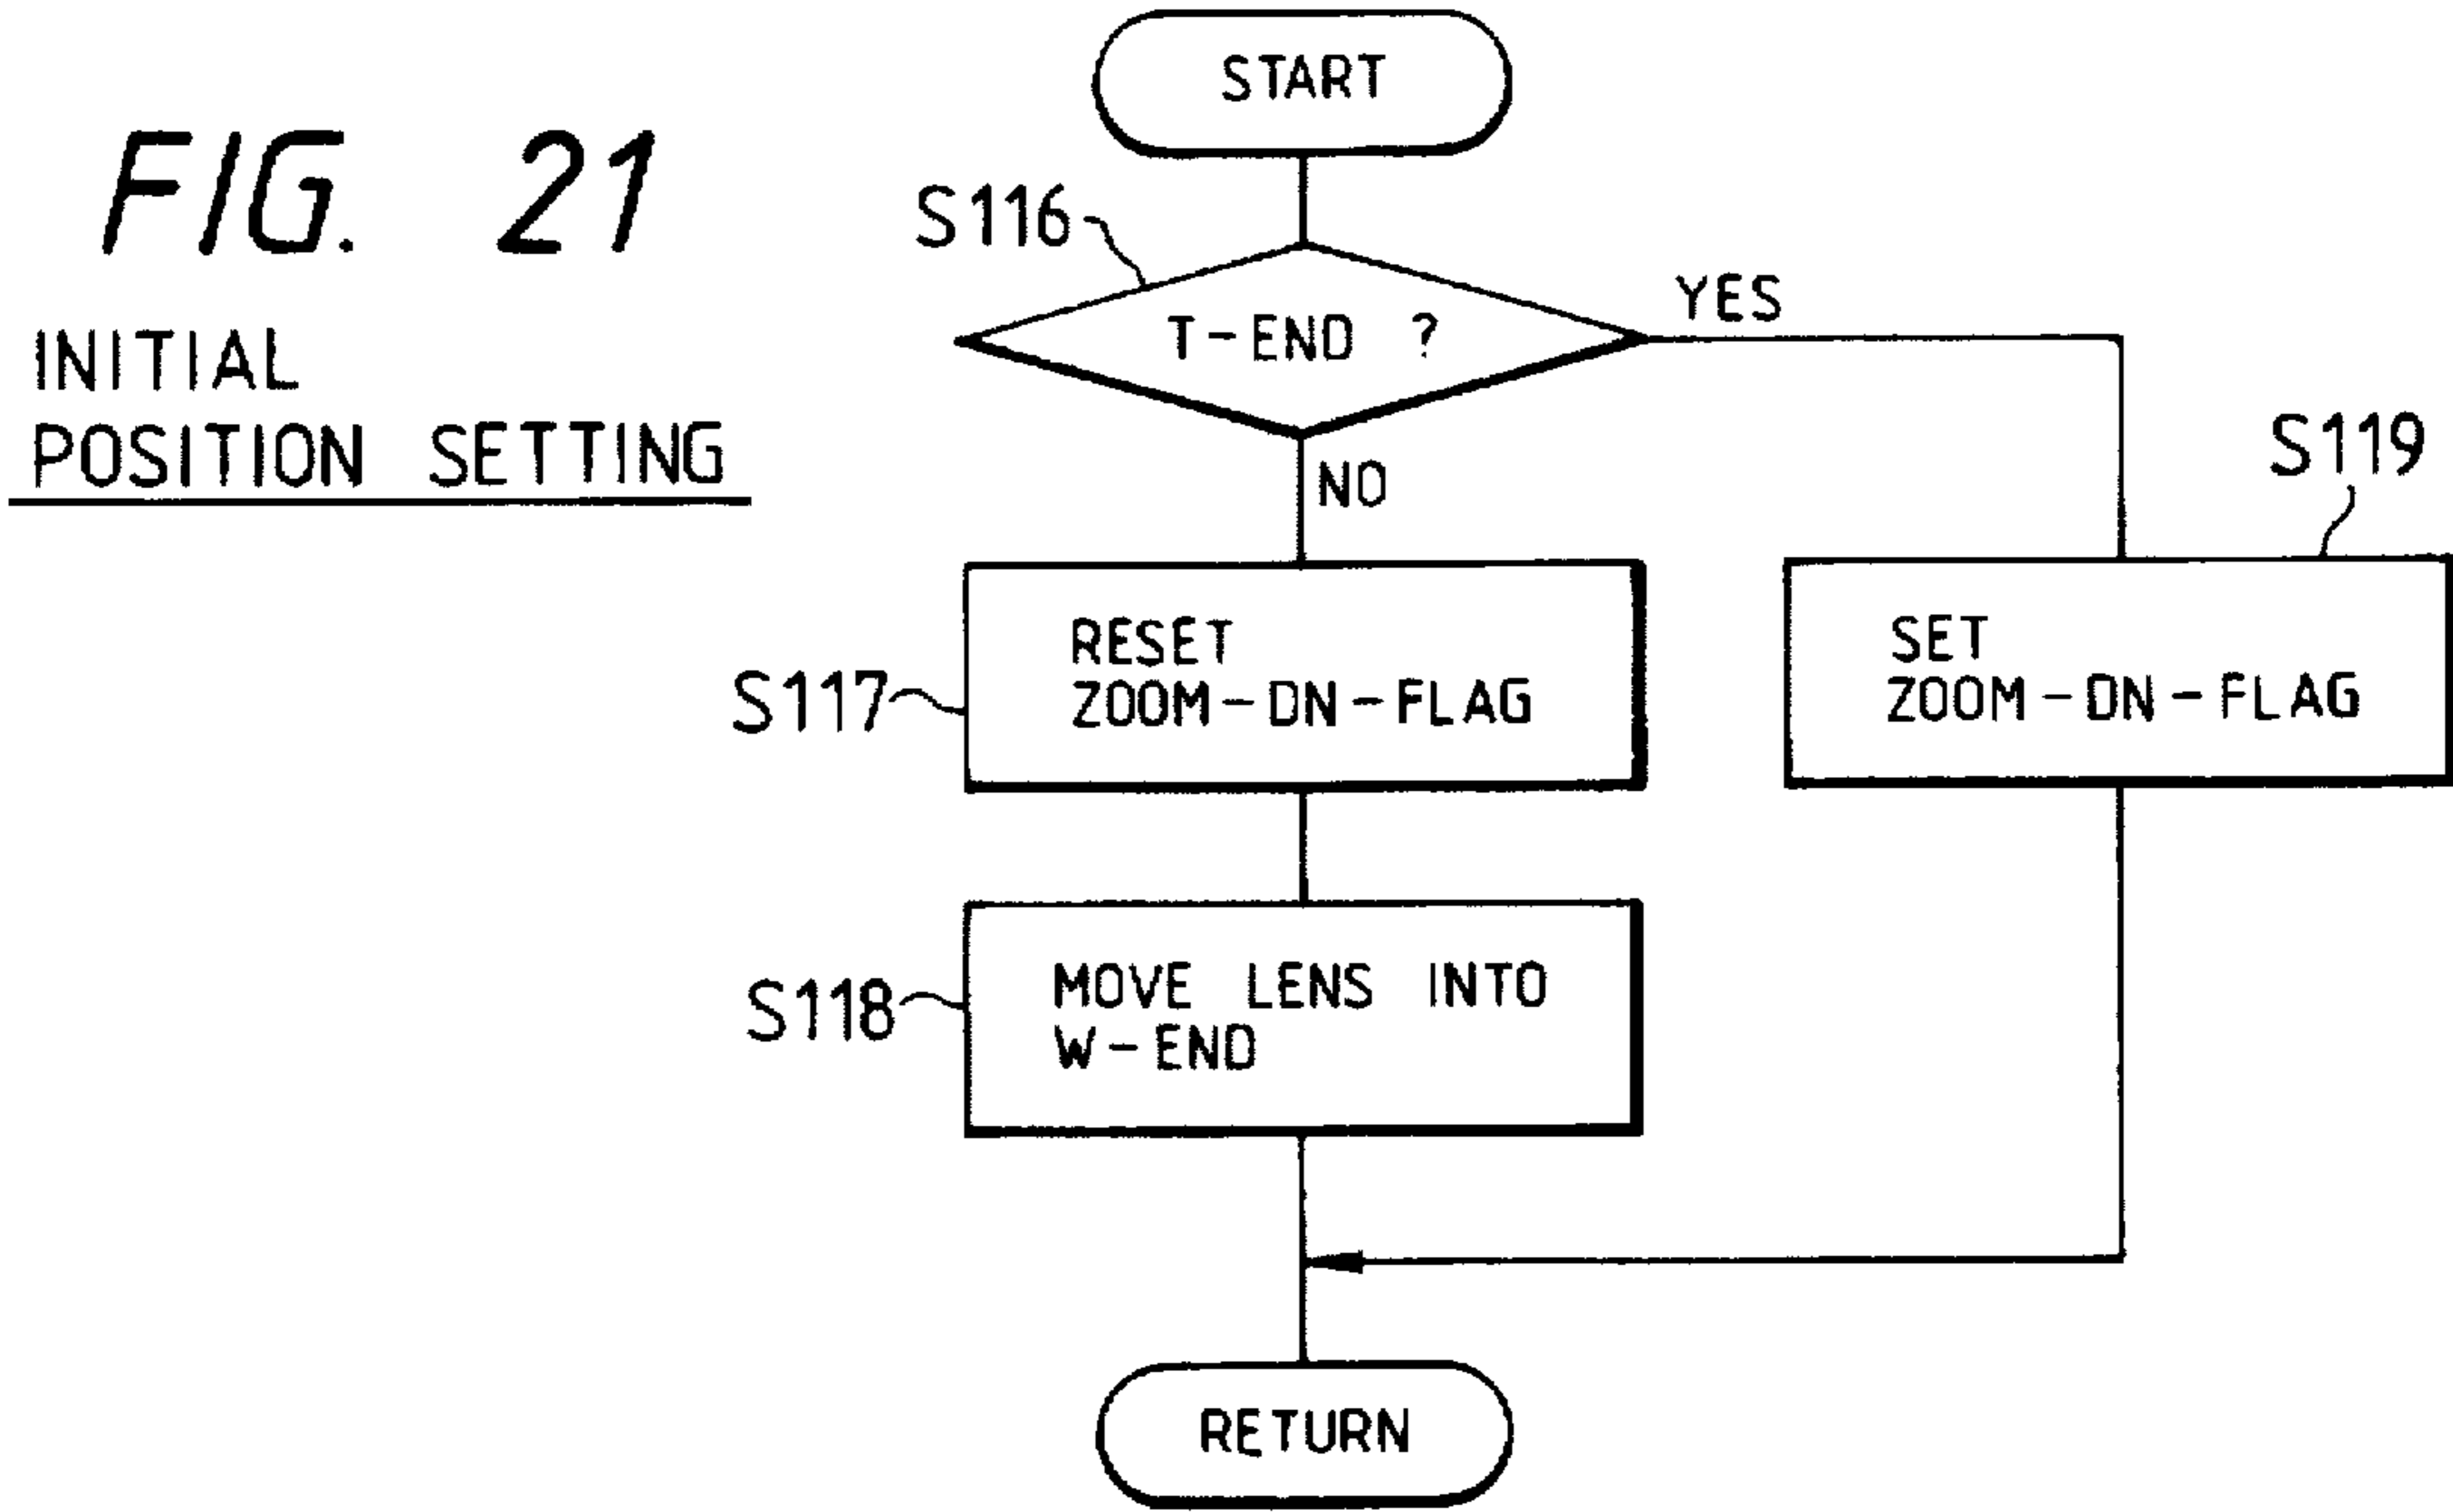 FIG. 21
INITIAL
POSITION SETTING
START
S116
T-END ?
YES
NO
S119
RESET
ZOOM-DN-FLAG
S117
SET
ZOOM-DN-FLAG
MOVE LENS INTO
W-END
S118
RETURN